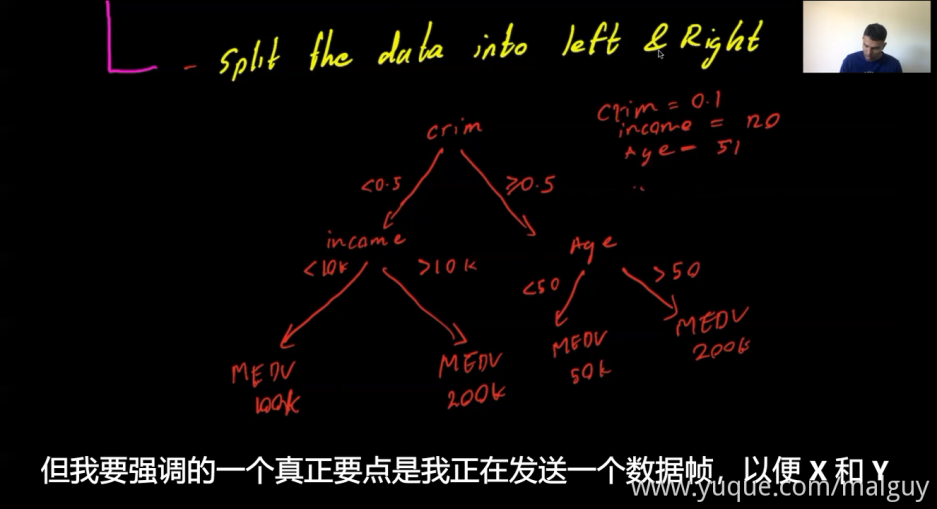 - Split the data into left & Right
Crim = 0.1
income = 20
Age = 51
crim
<0.5 ≥0.5
income Age
<10k >10k <50 >50
MEDV MEDV MEDV MEDV
100k 200k 50k 200k
但我要强调的一个真正要点是我正在发送一个数据帧，以便 X 和 Y
www.yuque.com/maiguy